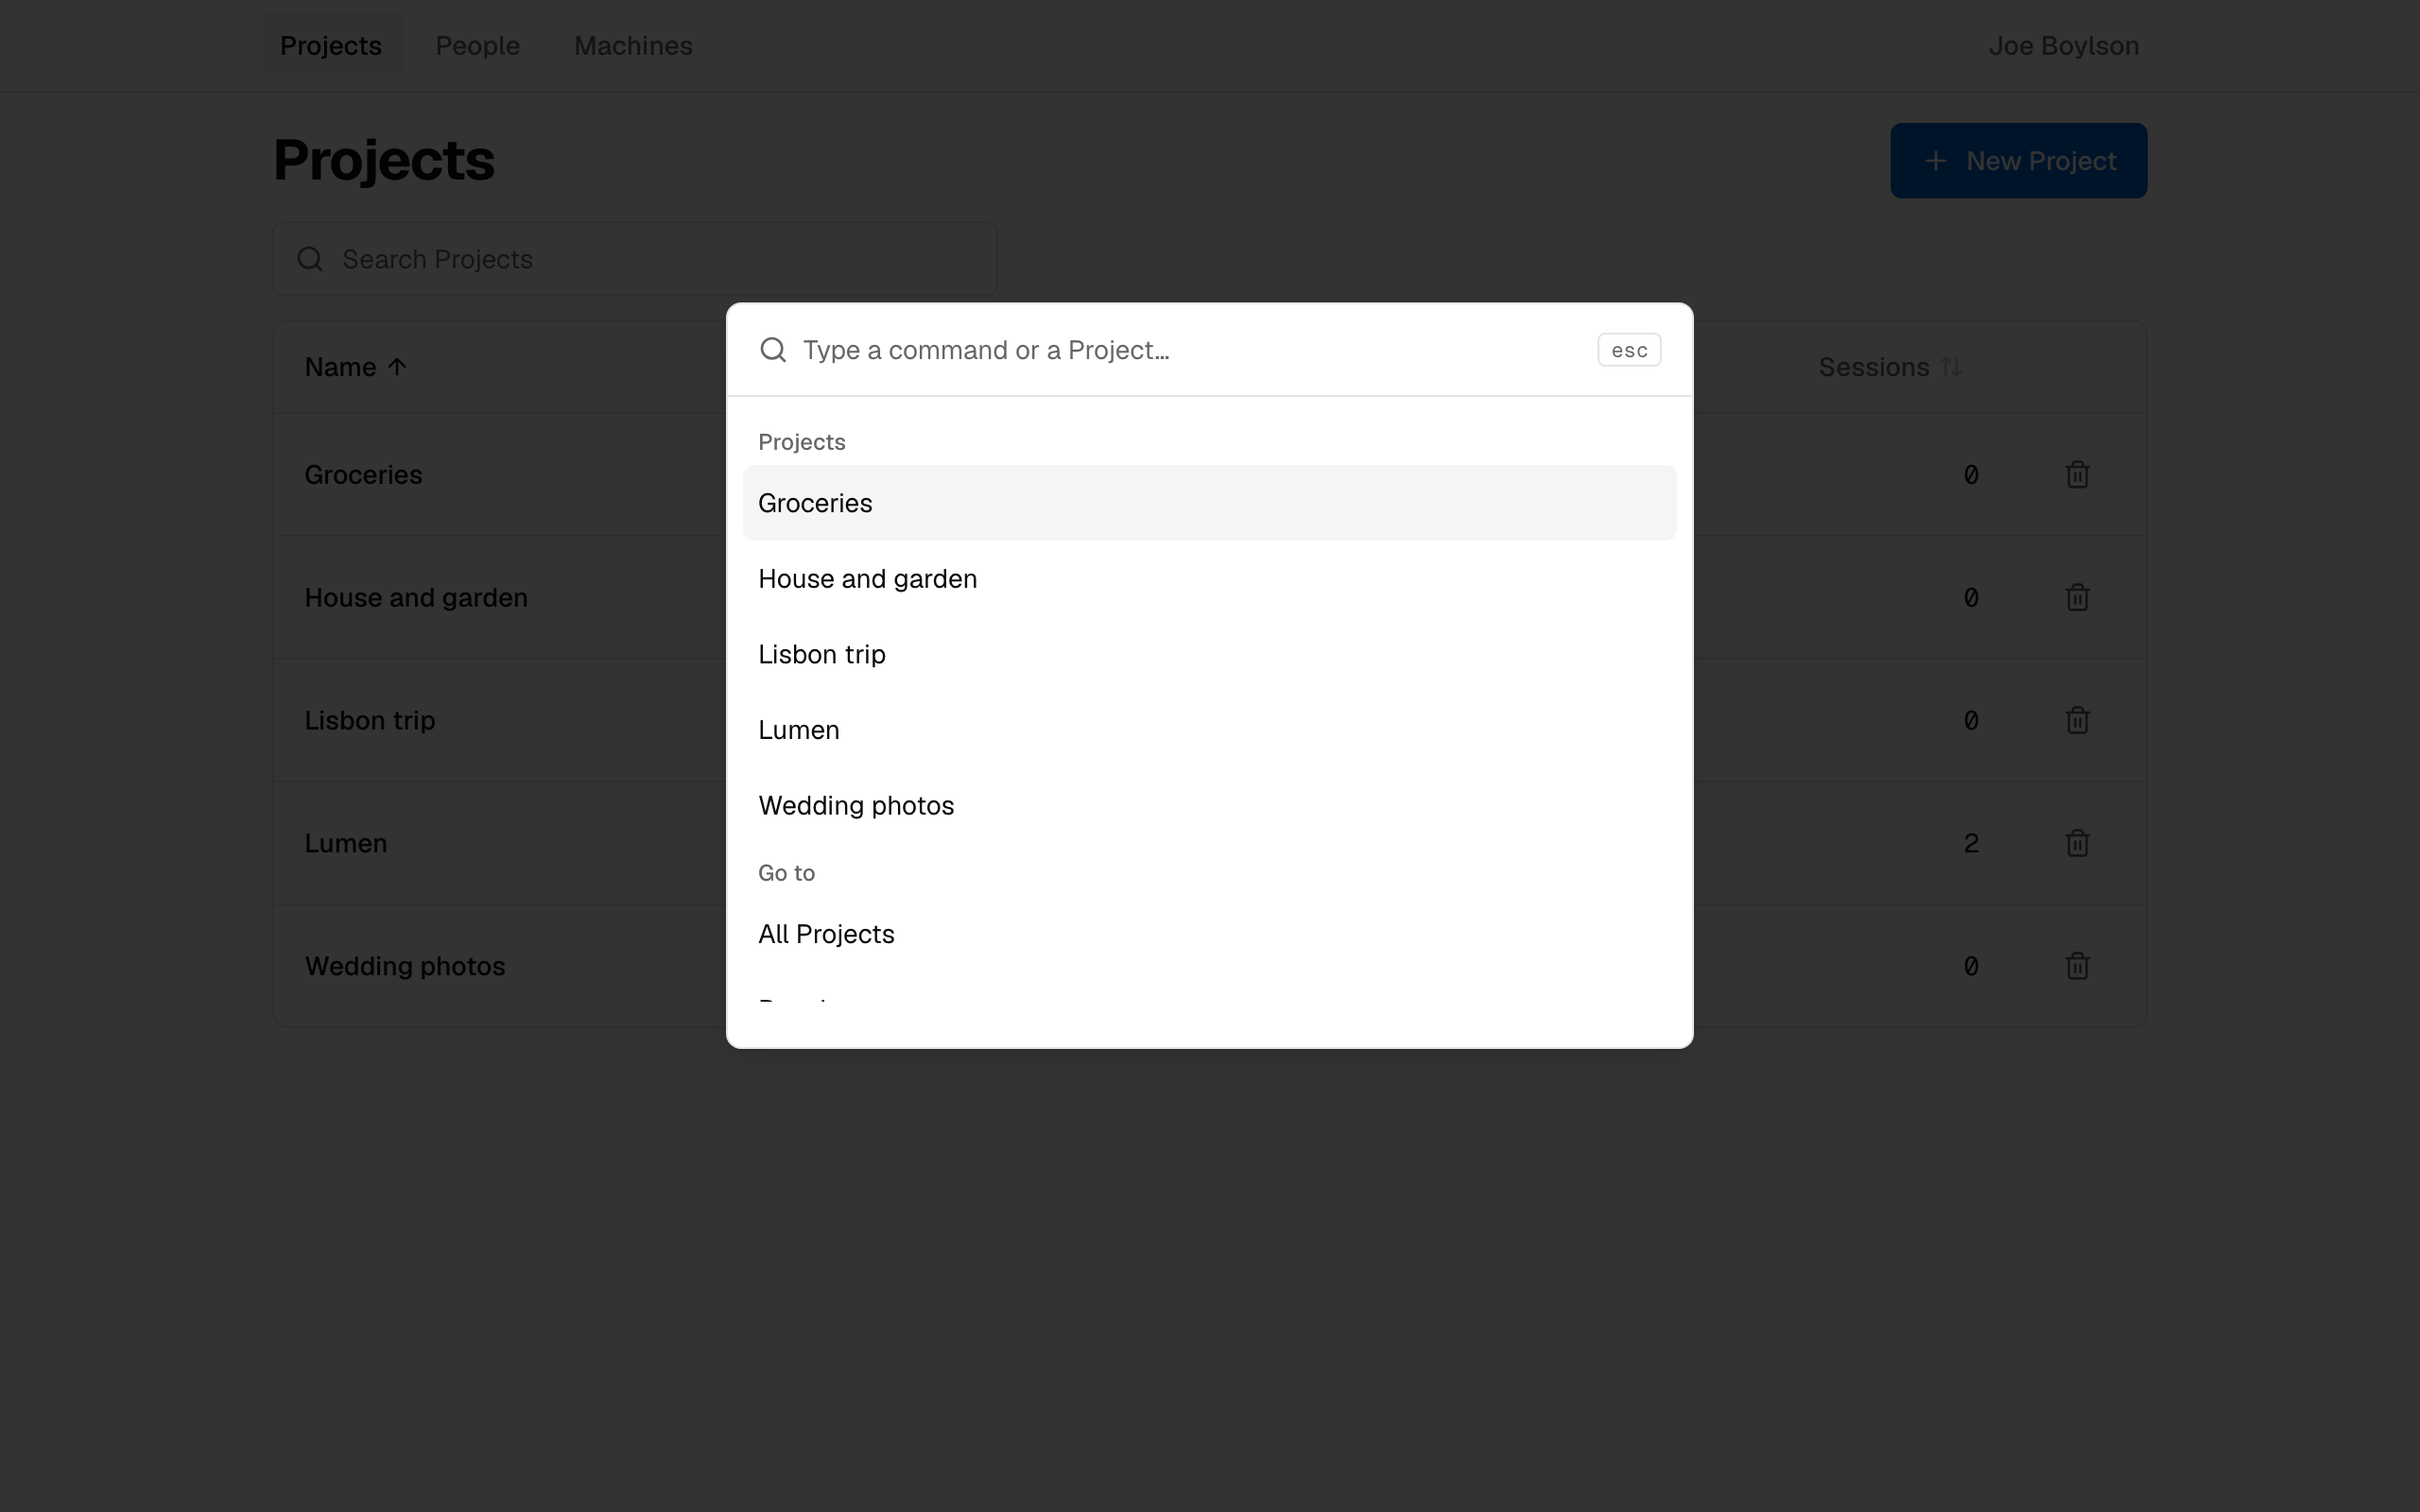 Projects People Machines Joe Boylson
Projects
New Project
Search Projects
Type a command or a Project… esc
Name Sessions
Projects
Groceries 0
Groceries
House and garden
House and garden 0
Lisbon trip
Lisbon trip 0
Lumen
Lumen 2
Wedding photos
Go to
All Projects
Wedding photos 0